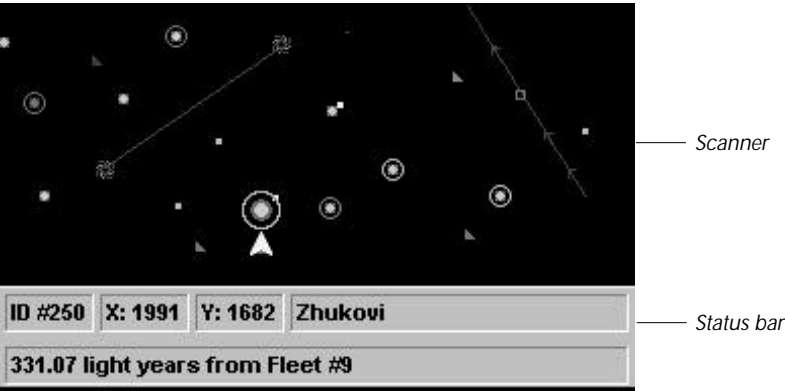 Scanner
ID #250 X: 1991 Y: 1682 Zhukovi
Status bar
331.07 light years from Fleet #9